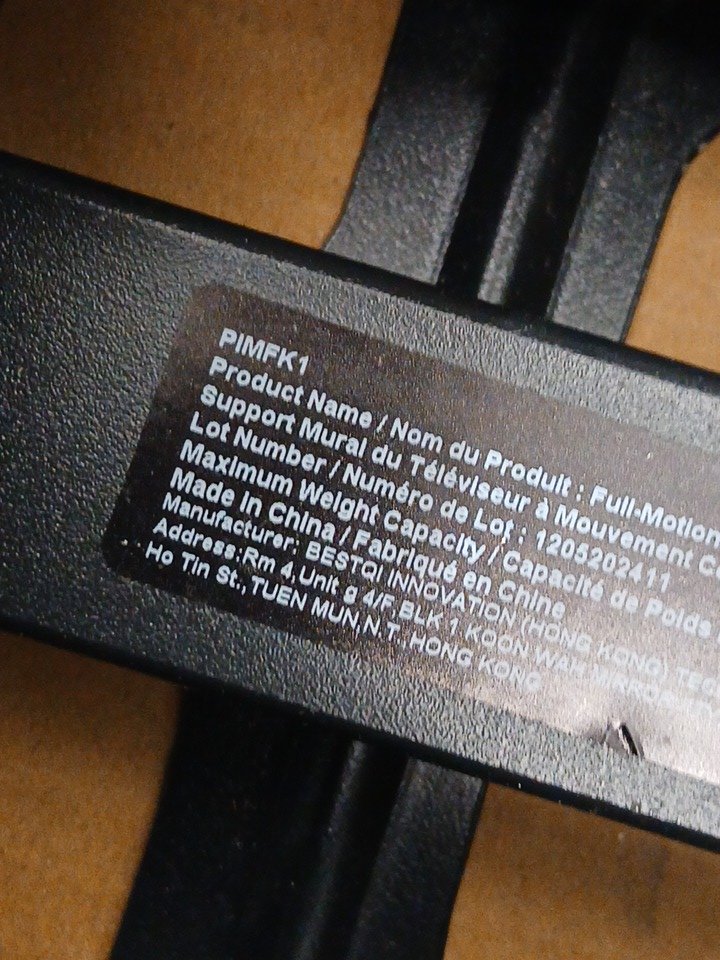 PIMFK1
Product Name / Nom du Produit : Full-Motion
Support Mural du Téléviseur à Mouvement
Lot Number / Numéro de Lot : 1205202411
Maximum Weight Capacity / Capacité de Poids
Made in China / Fabriqué en Chine
Manufacturer: BESTQI INNOVATION (HONG KONG)
Address:Rm 4,Unit g 4/F,BLK 1 KOON WAH
Ho Tin St., TUEN MUN,N.T. HONG KONG